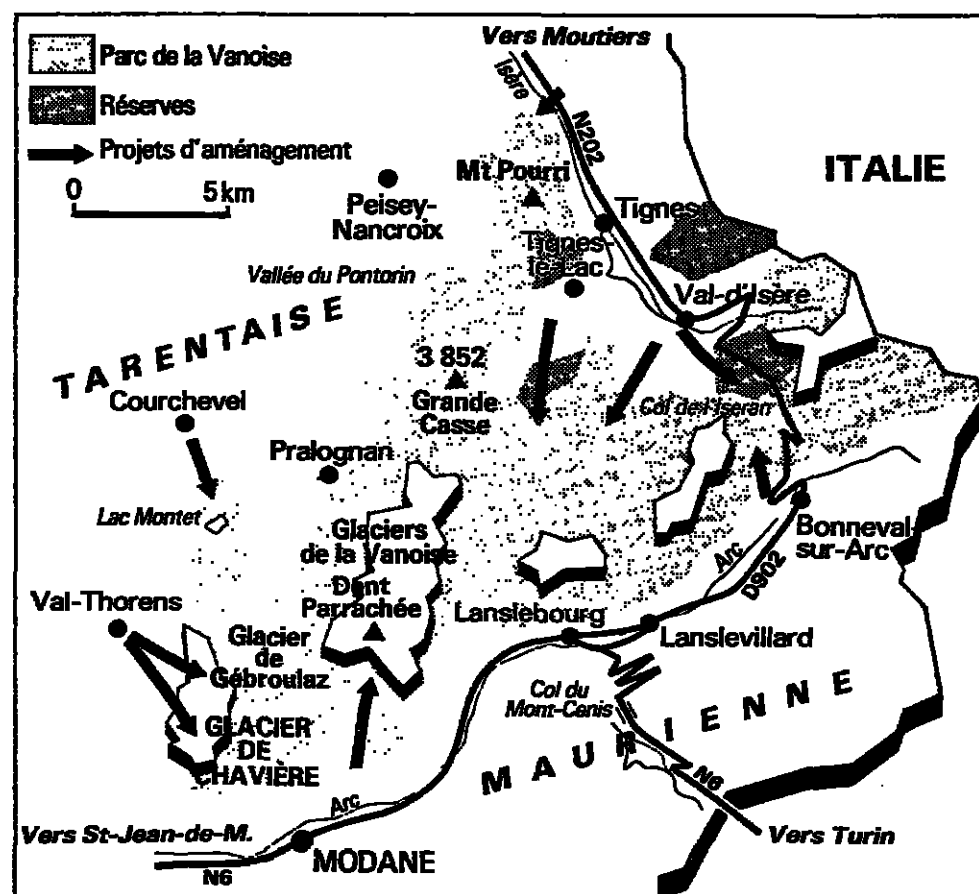 Vers Moutiers
Parc de la Vanoise
Isère
Réserves
N202
Projets d'aménagement
ITALIE
0 5 km
Mt Pourri
Peisey-
Nancroix
Tignes
Tignes-
le-Lac
Vallée du Pontorin
Val-d'Isère
TARENTAISE
3 852
Grande
Casse
Col de l'Iseran
Courchevel
Pralognan
Lac Montet
Glaciers
de la Vanoise
Bonneval-
sur-Arc
Arc
D902
Dent
Parrachée
Val-Thorens
Lanslebourg
Lanslevillard
Glacier
de
Gébroulaz
Col du
Mont-Cenis
GLACIER
DE
CHAVIÈRE
MAURIENNE
Arc
N6
Vers St-Jean-de-M.
Vers Turin
MODANE
N6